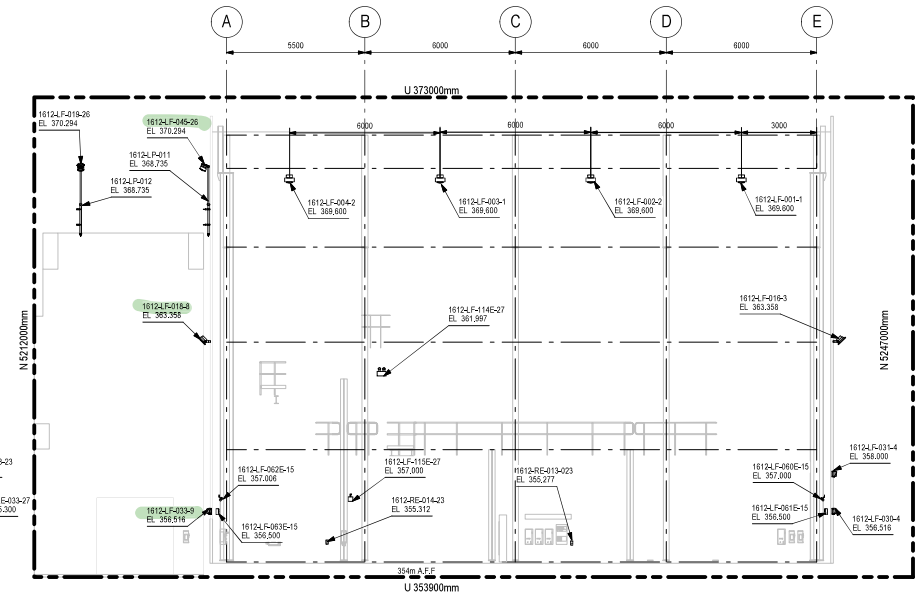 A B C D E
5500 6000 6000 6000
U 373000mm
1612-LF-019-26
EL 370.294
1612-LF-045-26
EL 370.294
6000 6000 6000 3000
1612-LP-011
EL 368.735
1612-LP-012
EL 368.735
1612-LF-004-2
EL 369,600
1612-LF-003-1
EL 369,600
1612-LF-002-2
EL 369,600
1612-LF-001-1
EL 369.600
1612-LF-018-8
EL 363.358
1612-LF-114E-27
EL 361,997
1612-LF-016-3
EL 363.358
N 5212000mm
N 5247000mm
3-23
E-033-27
5.300
1612-LF-062E-15
EL 357.006
1612-LF-115E-27
EL 357,000
1612-RE-013-023
EL 355,277
1612-LF-060E-15
EL 357,000
1612-LF-031-4
EL 358.000
1612-LF-033-9
EL 356,516
1612-LF-063E-15
EL 356,500
1612-RE-014-23
EL 355.312
1612-LF-061E-15
EL 356,500
1612-LF-030-4
EL 356,516
354m A.F.F
U 353900mm